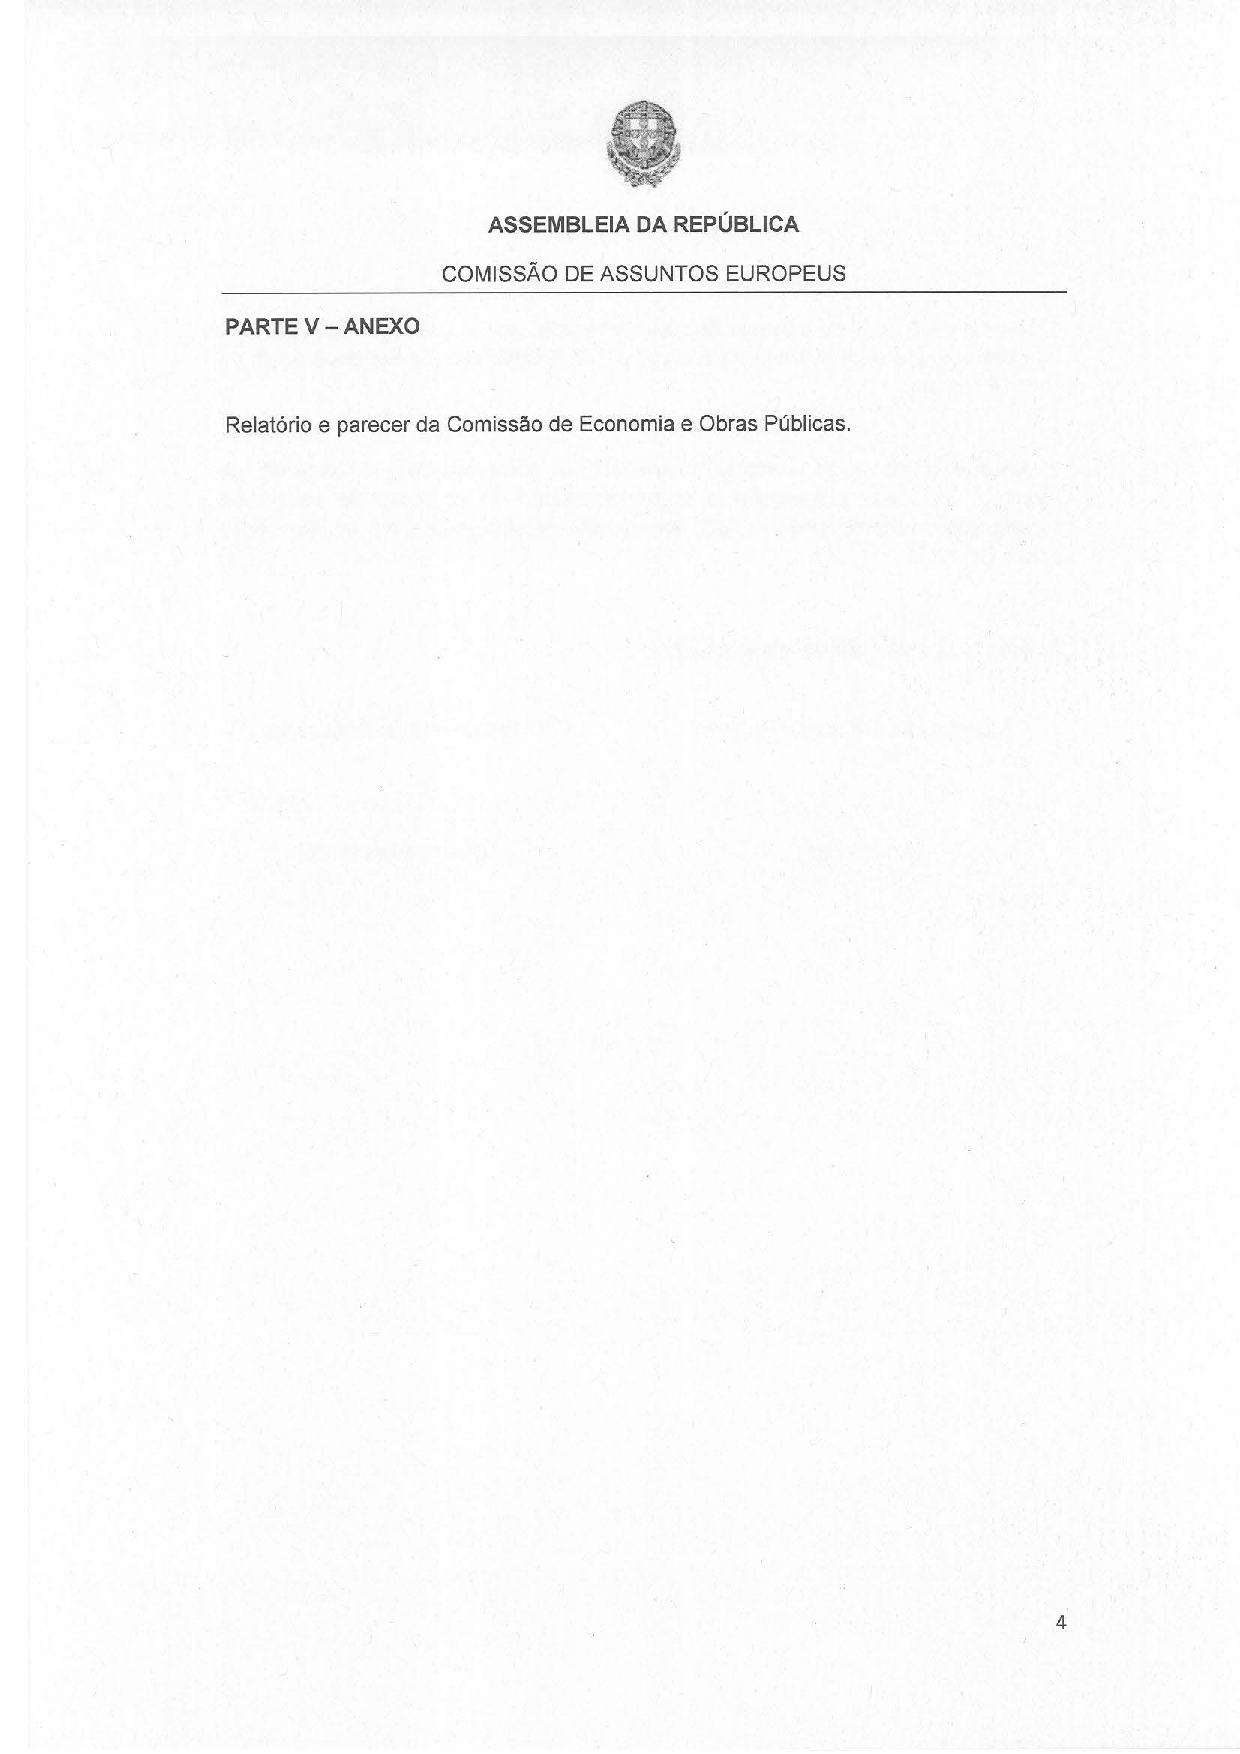 ASSEMBLEIA DA REPÚBLICA
COMISSÃO DE ASSUNTOS EUROPEUS
PARTE V – ANEXO
Relatório e parecer da Comissão de Economia e Obras Públicas.
4